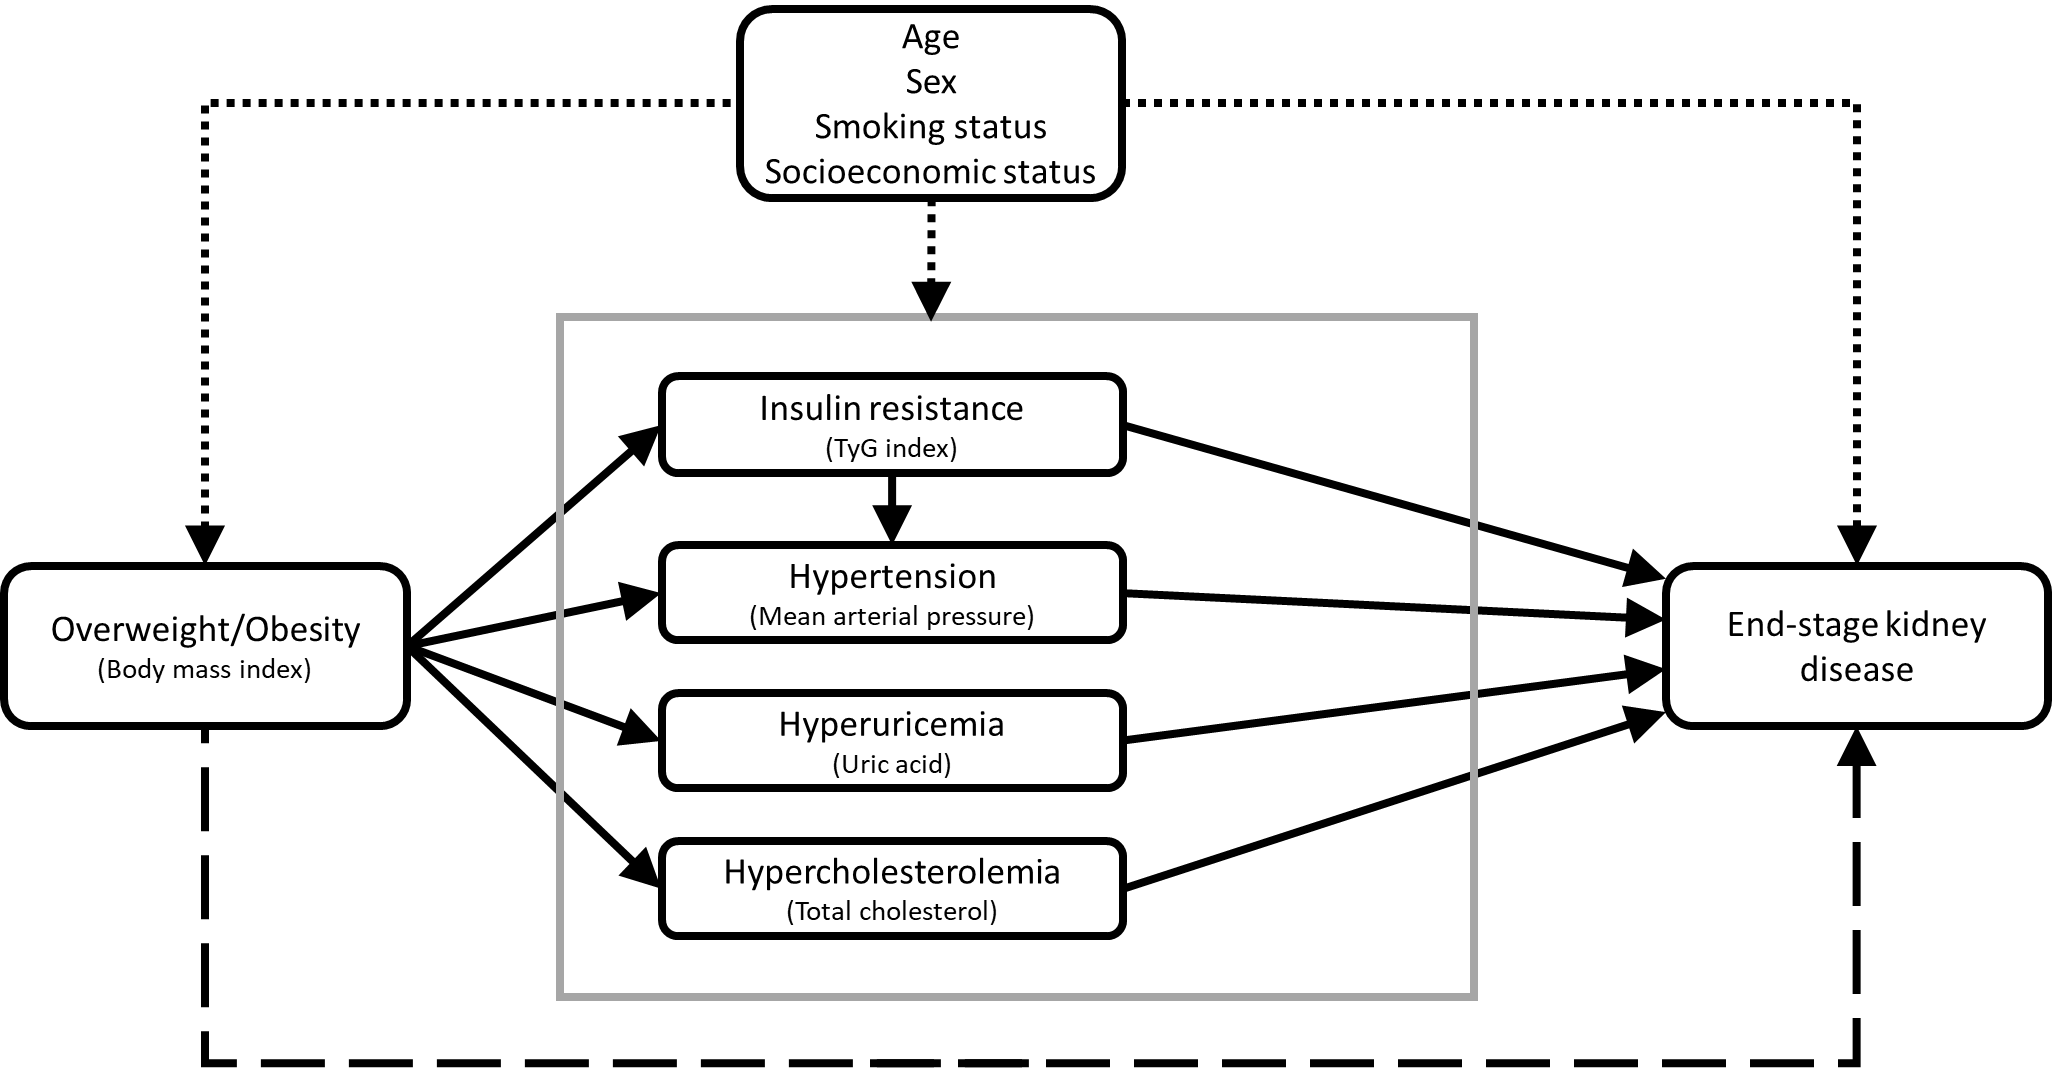 Age
Sex
Smoking status
Socioeconomic status
Insulin resistance
(TyG index)
Hypertension
(Mean arterial pressure)
Overweight/Obesity
(Body mass index)
End-stage kidney
disease
Hyperuricemia
(Uric acid)
Hypercholesterolemia
(Total cholesterol)